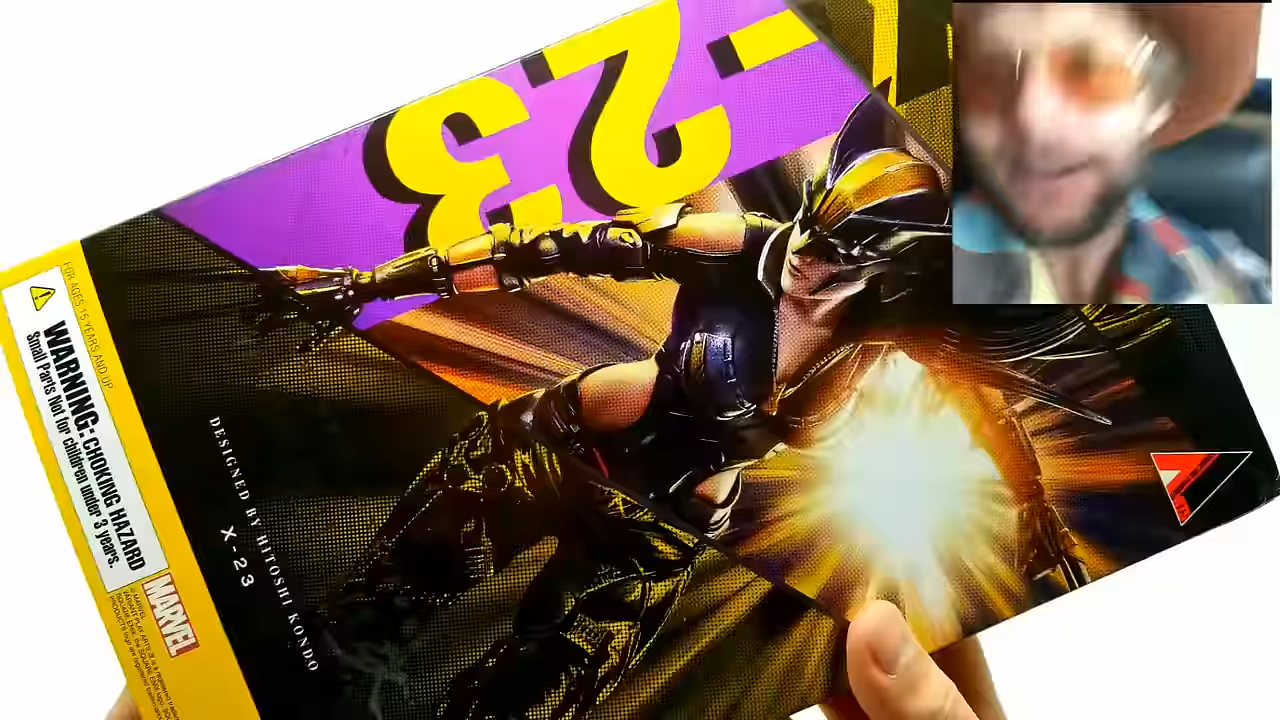 -23
FOR AGES 15 YEARS AND UP
WARNING: CHOKING HAZARD
Small Parts Not for children under 3 years.
DESIGNED BY HITOSHI KONDO
X-23
MARVEL